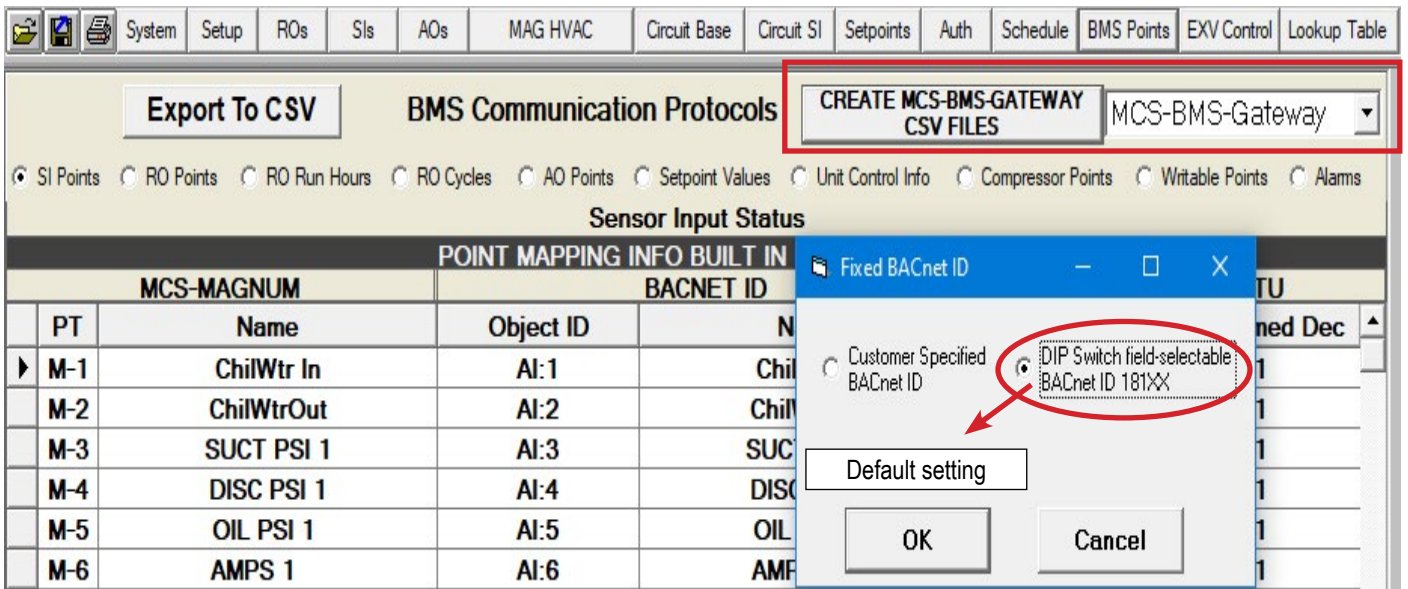 System Setup ROs SIs AOs MAG HVAC Circuit Base Circuit SI Setpoints Auth Schedule BMS Points EXV Control Lookup Table
Export To CSV BMS Communication Protocols CREATE MCS-BMS-GATEWAY CSV FILES MCS-BMS-Gateway
SI Points RO Points RO Run Hours RO Cycles AO Points Setpoint Values Unit Control Info Compressor Points Writable Points Alarms
Sensor Input Status
POINT MAPPING INFO BUILT IN
MCS-MAGNUM BACNET ID TU
PT Name Object ID N ned Dec
M-1 ChilWtr In AI:1 Chil 1
M-2 ChilWtrOut AI:2 Chil 1
M-3 SUCT PSI 1 AI:3 SUC 1
M-4 DISC PSI 1 AI:4 DISC 1
M-5 OIL PSI 1 AI:5 OIL 1
M-6 AMPS 1 AI:6 AMP 1
Fixed BACnet ID
Customer Specified
BACnet ID
DIP Switch field-selectable
BACnet ID 181XX
Default setting
OK Cancel